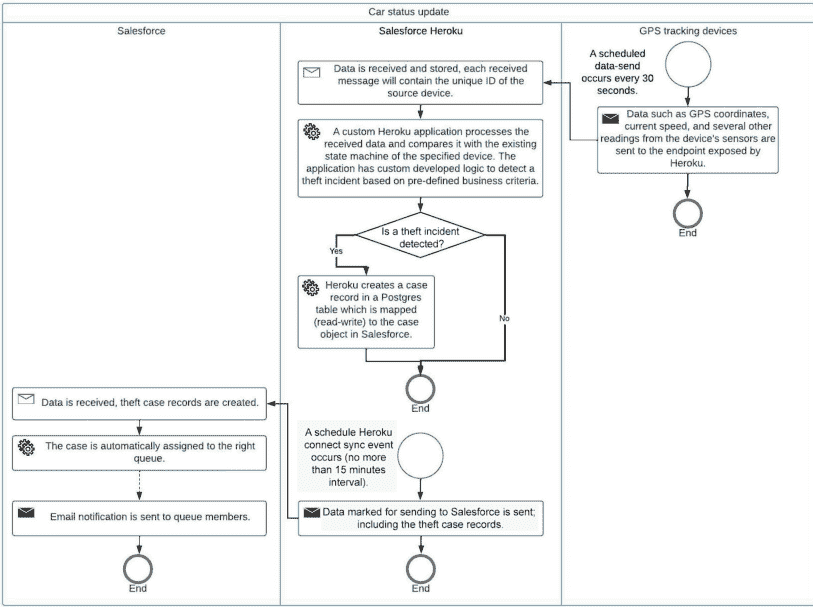 Car status update
Salesforce
Salesforce Heroku
GPS tracking devices
A scheduled
data-send
occurs every 30
seconds.
Data such as GPS coordinates,
current speed, and several other
readings from the device's sensors are
sent to the endpoint exposed by
Heroku.
End
Data is received and stored, each received
message will contain the unique ID of the
source device.
A custom Heroku application processes the
received data and compares it with the existing
state machine of the specified device. The
application has custom developed logic to detect a
theft incident based on pre-defined business criteria.
Is a theft incident
detected?
Yes
No
Heroku creates a case
record in a Postgres
table which is mapped
(read-write) to the case
object in Salesforce.
End
A schedule Heroku
connect sync event
occurs (no more
than 15 minutes
interval).
Data marked for sending to Salesforce is sent;
including the theft case records.
End
Data is received, theft case records are created.
The case is automatically assigned to the right
queue.
Email notification is sent to queue members.
End